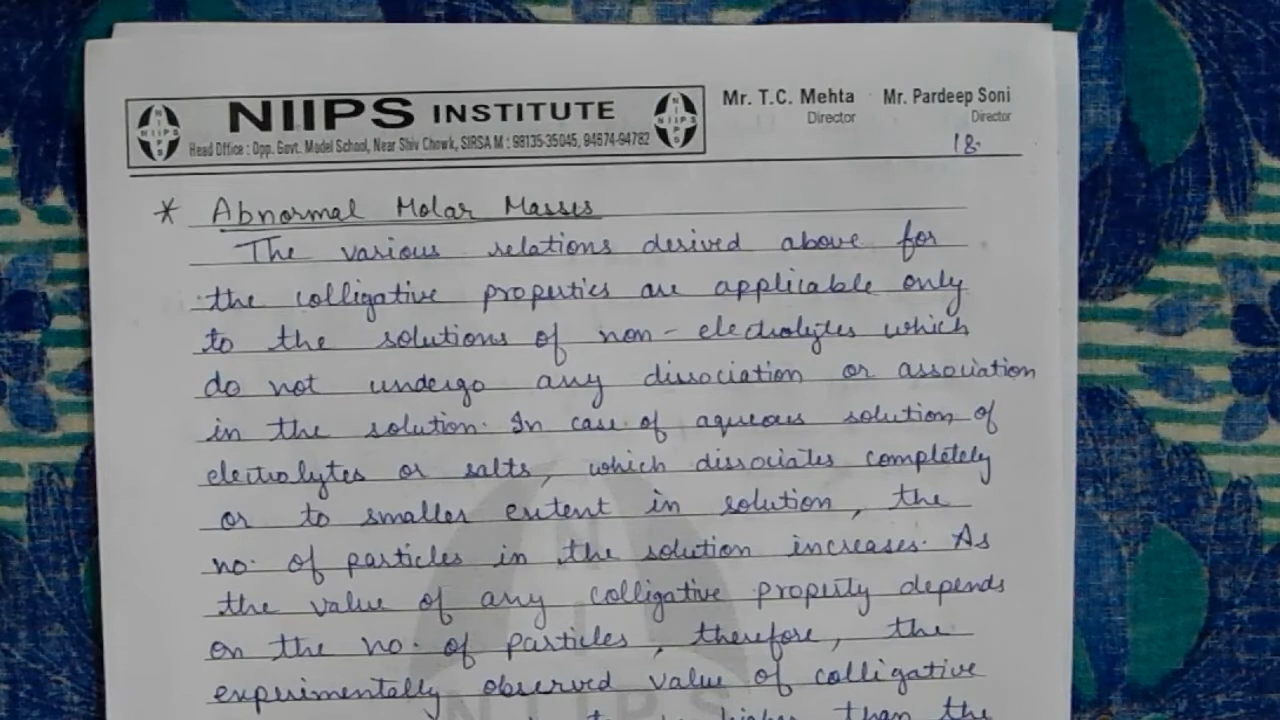 NIIPS INSTITUTE
Head Office : Opp. Govt. Model School, Near Shiv Chowk, SIRSA M : 98135-35045, 94674-94782
Mr. T.C. Mehta Mr. Pardeep Soni
Director Director
18.
* Abnormal Molar Masses
The various relations derived above for
the colligative properties are applicable only
to the solutions of non-electrolytes which
do not undergo any dissociation or association
in the solution. In case of aqueous solution of
electrolytes or salts, which dissociates completely
or to smaller extent in solution, the
no. of particles in the solution increases. As
the value of any colligative property depends
on the no. of particles, therefore, the
experimentally observed value of colligative
higher than the
NIIPS